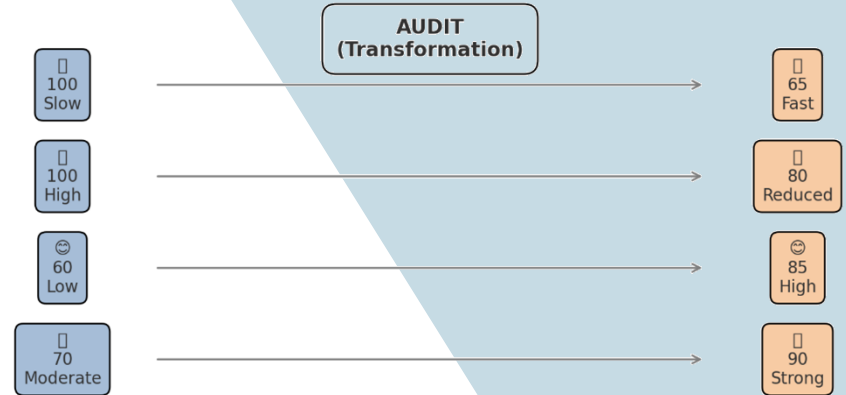 AUDIT
(Transformation)
100
Slow
65
Fast
100
High
80
Reduced
😊
60
Low
😊
85
High
70
Moderate
90
Strong